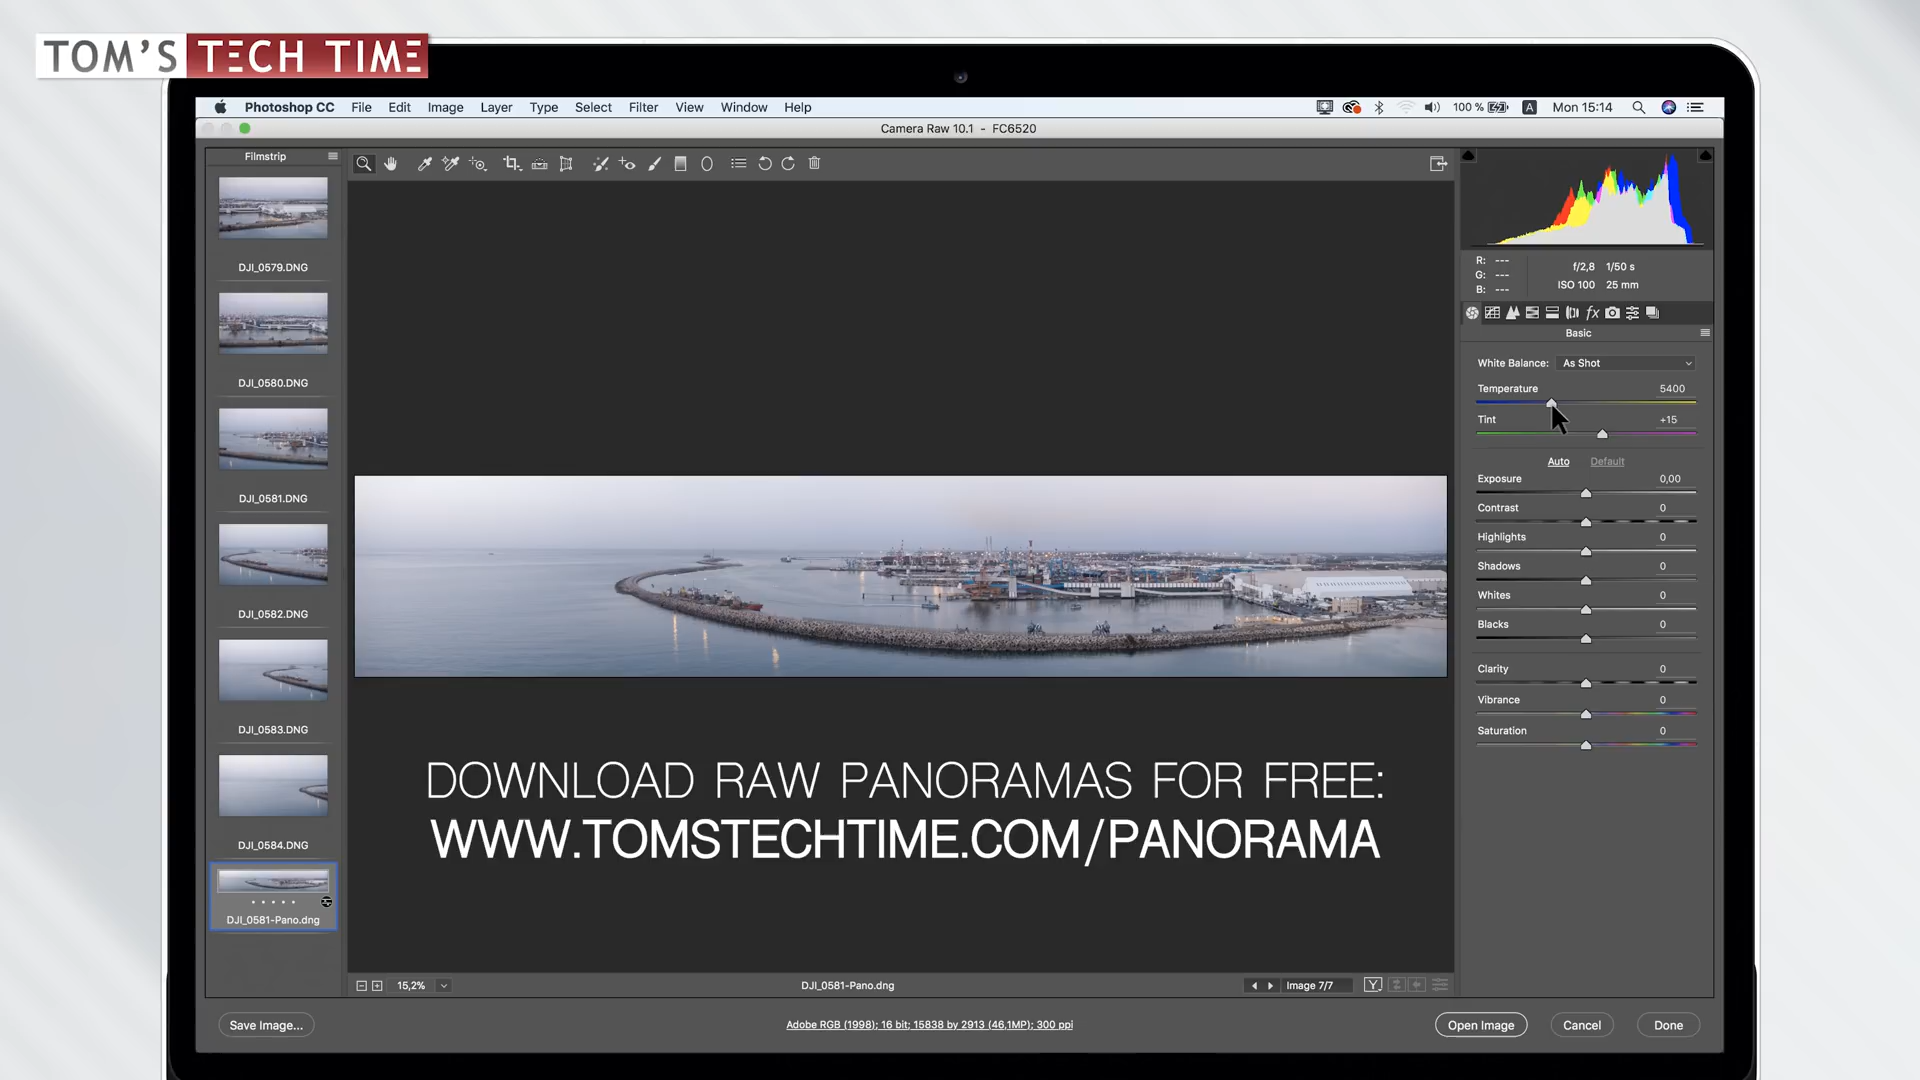 TOM'S TECH TIME
Photoshop CC File Edit Image Layer Type Select Filter View Window Help 100 % A Mon 15:14
Camera Raw 10.1 - FC6520
Filmstrip
DJI_0579.DNG
DJI_0580.DNG
DJI_0581.DNG
DJI_0582.DNG
DJI_0583.DNG
DJI_0584.DNG
DJI_0581-Pano.dng
R: ---
G: ---
B: ---
f/2,8 1/50 s
ISO 100 25 mm
fx
Basic
White Balance: As Shot
Temperature 5400
Tint +15
Auto Default
Exposure 0,00
Contrast 0
Highlights 0
Shadows 0
Whites 0
Blacks 0
Clarity 0
Vibrance 0
Saturation 0
DOWNLOAD RAW PANORAMAS FOR FREE:
WWW.TOMSTECHTIME.COM/PANORAMA
15,2% DJI_0581-Pano.dng Image 7/7 Y
Save Image... Adobe RGB (1998); 16 bit; 15838 by 2913 (46,1MP); 300 ppi Open Image Cancel Done